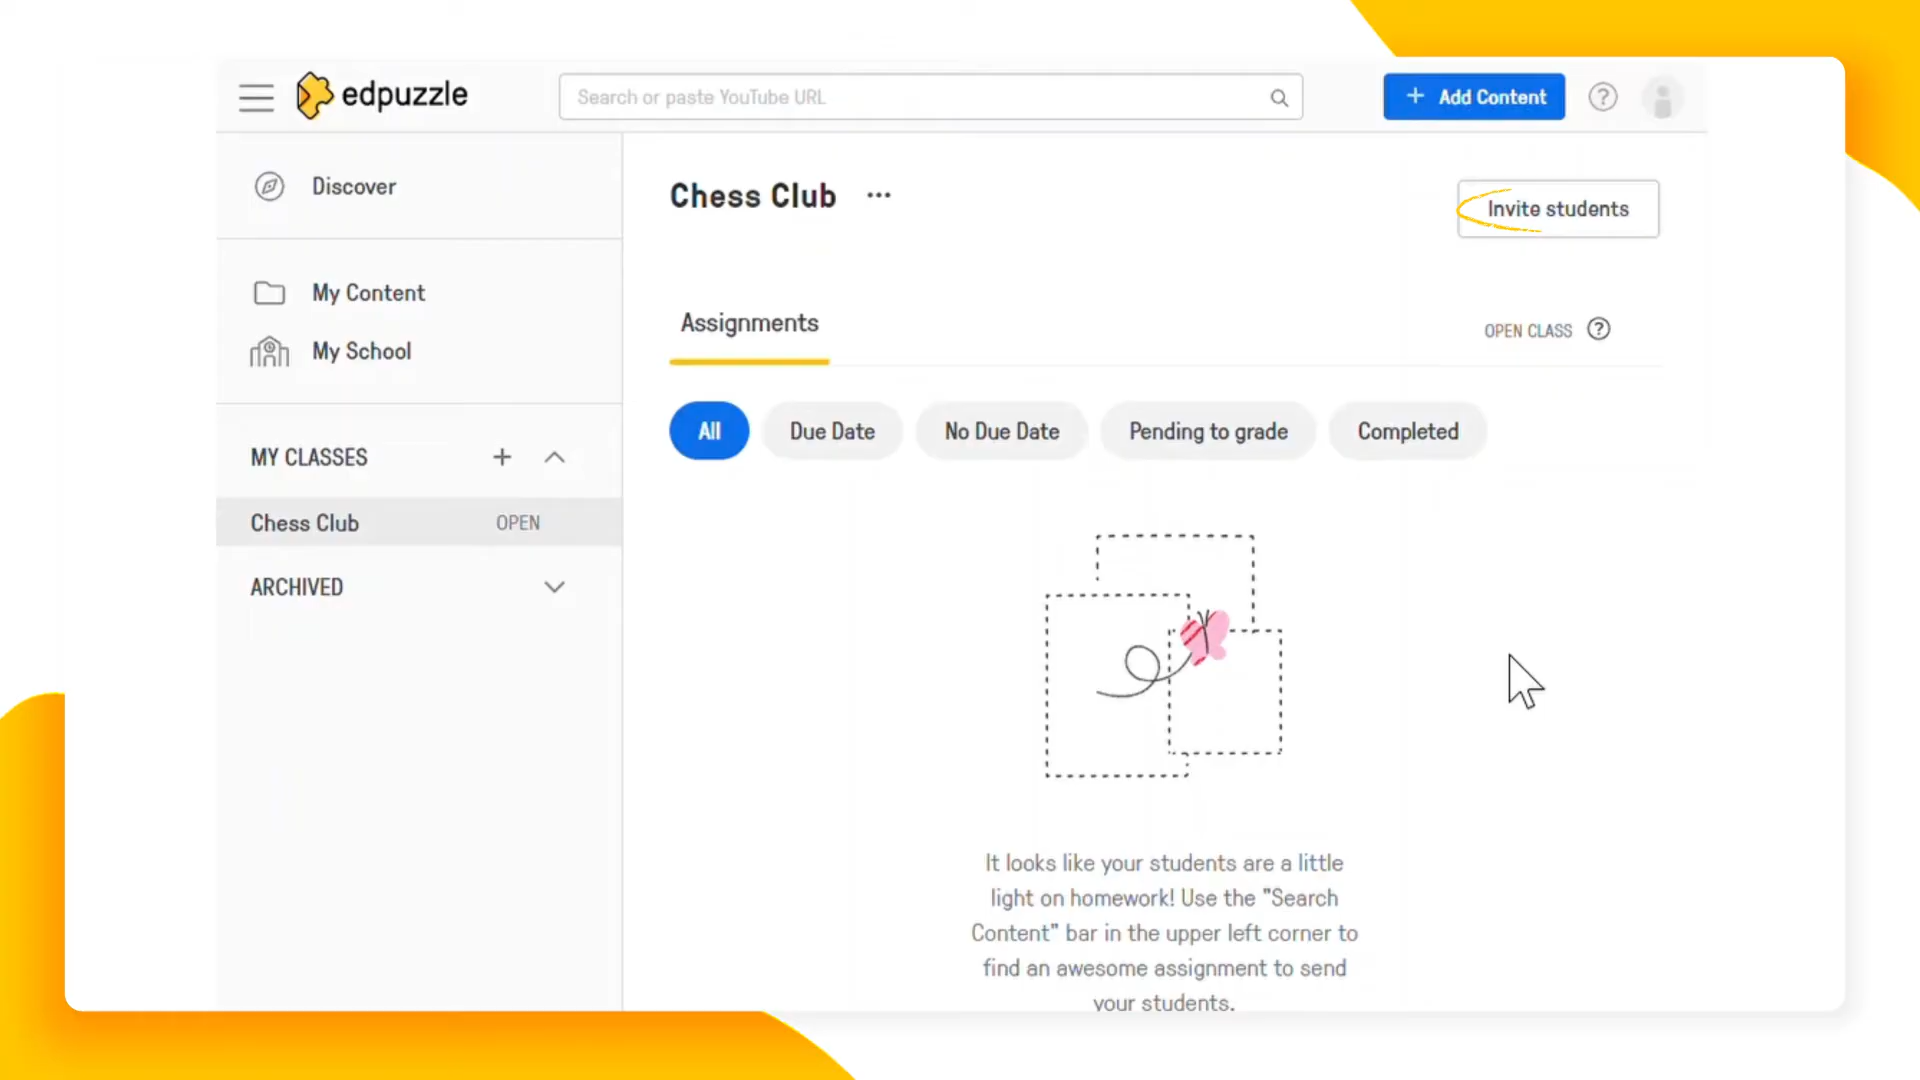 edpuzzle
Search or paste YouTube URL
+ Add Content
?
Discover
My Content
My School
MY CLASSES +
Chess Club OPEN
ARCHIVED
Chess Club ...
Invite students
Assignments
OPEN CLASS ?
All
Due Date
No Due Date
Pending to grade
Completed
It looks like your students are a little
light on homework! Use the "Search
Content" bar in the upper left corner to
find an awesome assignment to send
your students.